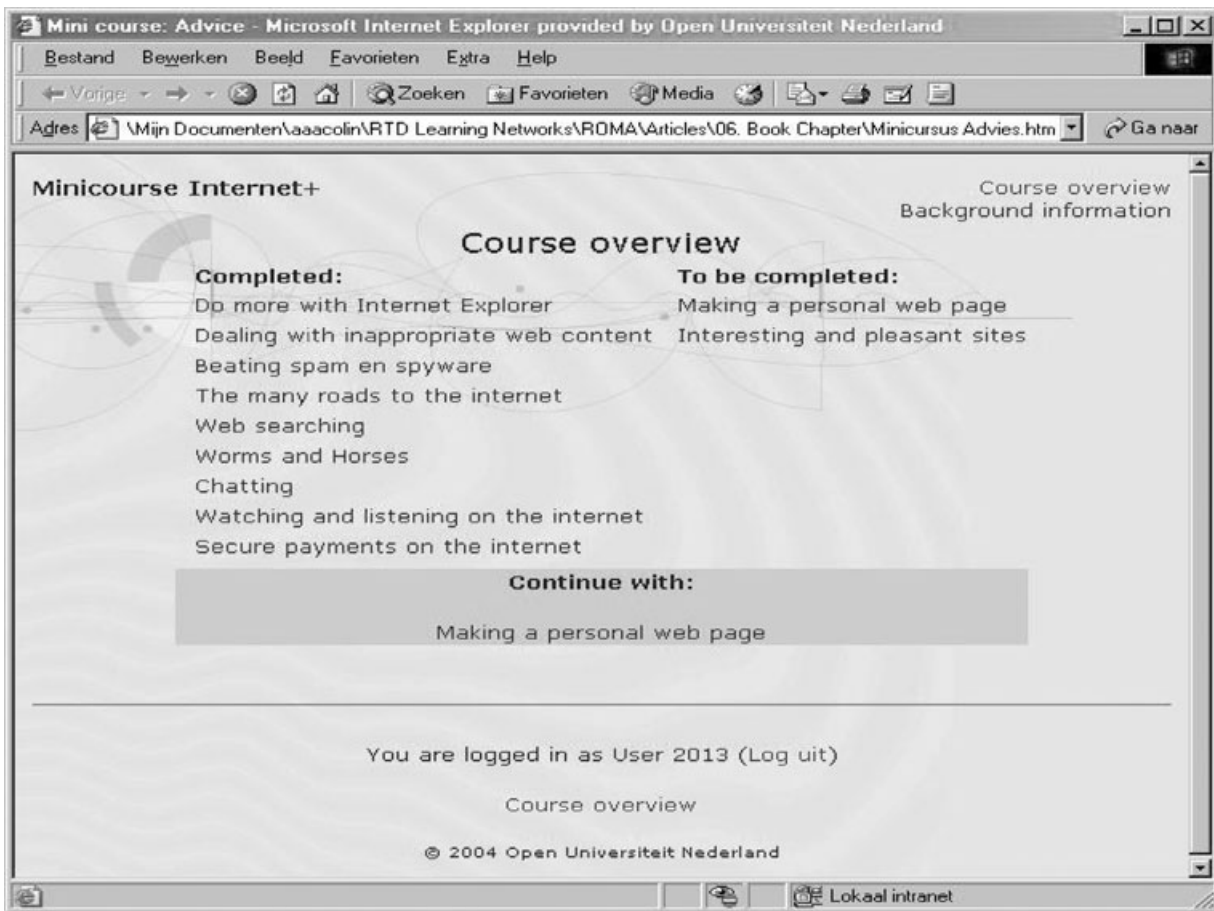 Mini course: Advice - Microsoft Internet Explorer provided by Open Universiteit Nederland
Bestand Bewerken Beeld Favorieten Extra Help
Vorige Zoeken Favorieten Media
Adres \Mijn Documenten\aaacolin\RTD Learning Networks\ROMA\Articles\06. Book Chapter\Minicursus Advies.htm Ga naar
Minicourse Internet+
Course overview
Background information
Course overview
Completed: To be completed:
Do more with Internet Explorer Making a personal web page
Dealing with inappropriate web content Interesting and pleasant sites
Beating spam en spyware
The many roads to the internet
Web searching
Worms and Horses
Chatting
Watching and listening on the internet
Secure payments on the internet
Continue with:
Making a personal web page
You are logged in as User 2013 (Log uit)
Course overview
© 2004 Open Universiteit Nederland
Lokaal intranet